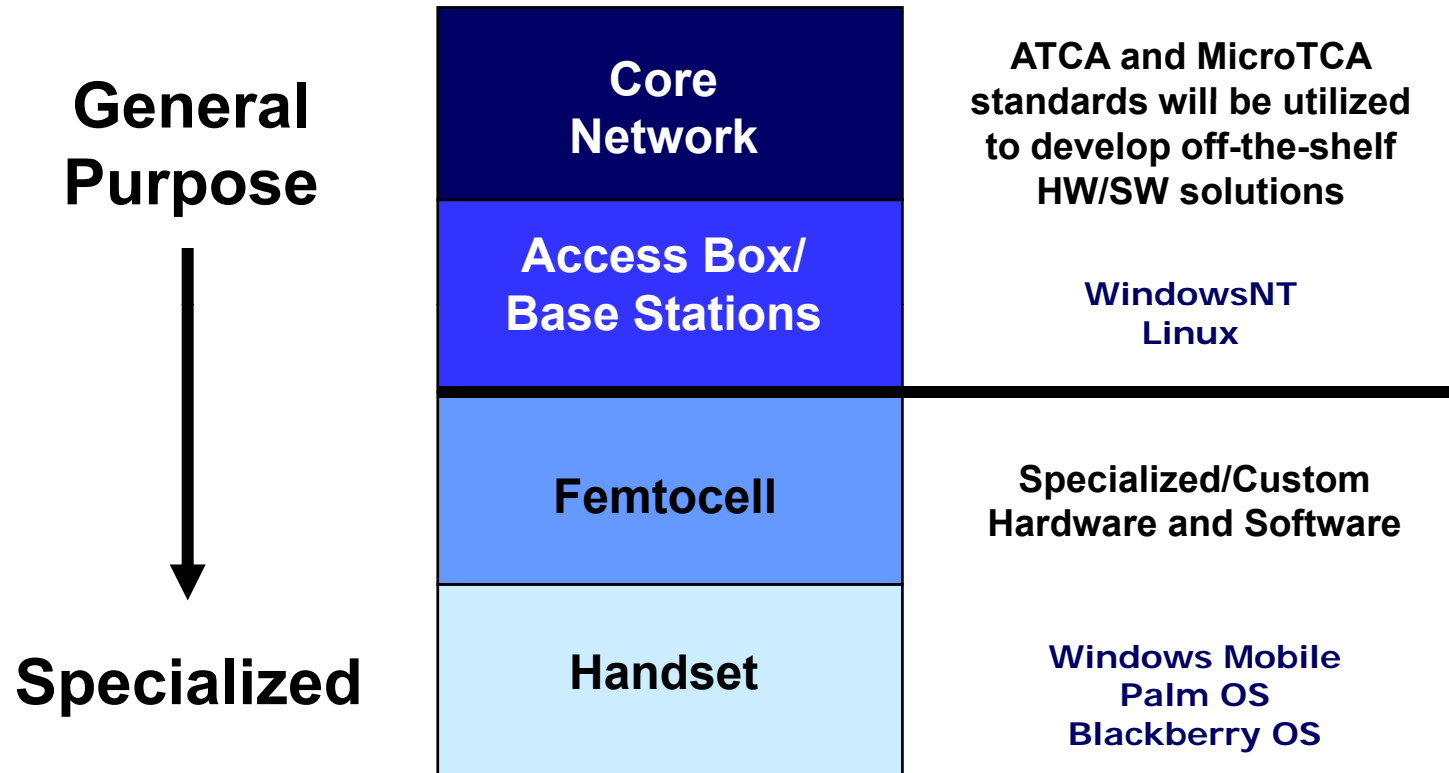 General
Purpose
Specialized
Core
Network
Access Box/
Base Stations
Femtocell
Handset
ATCA and MicroTCA
standards will be utilized
to develop off-the-shelf
HW/SW solutions
WindowsNT
Linux
Specialized/Custom
Hardware and Software
Windows Mobile
Palm OS
Blackberry OS